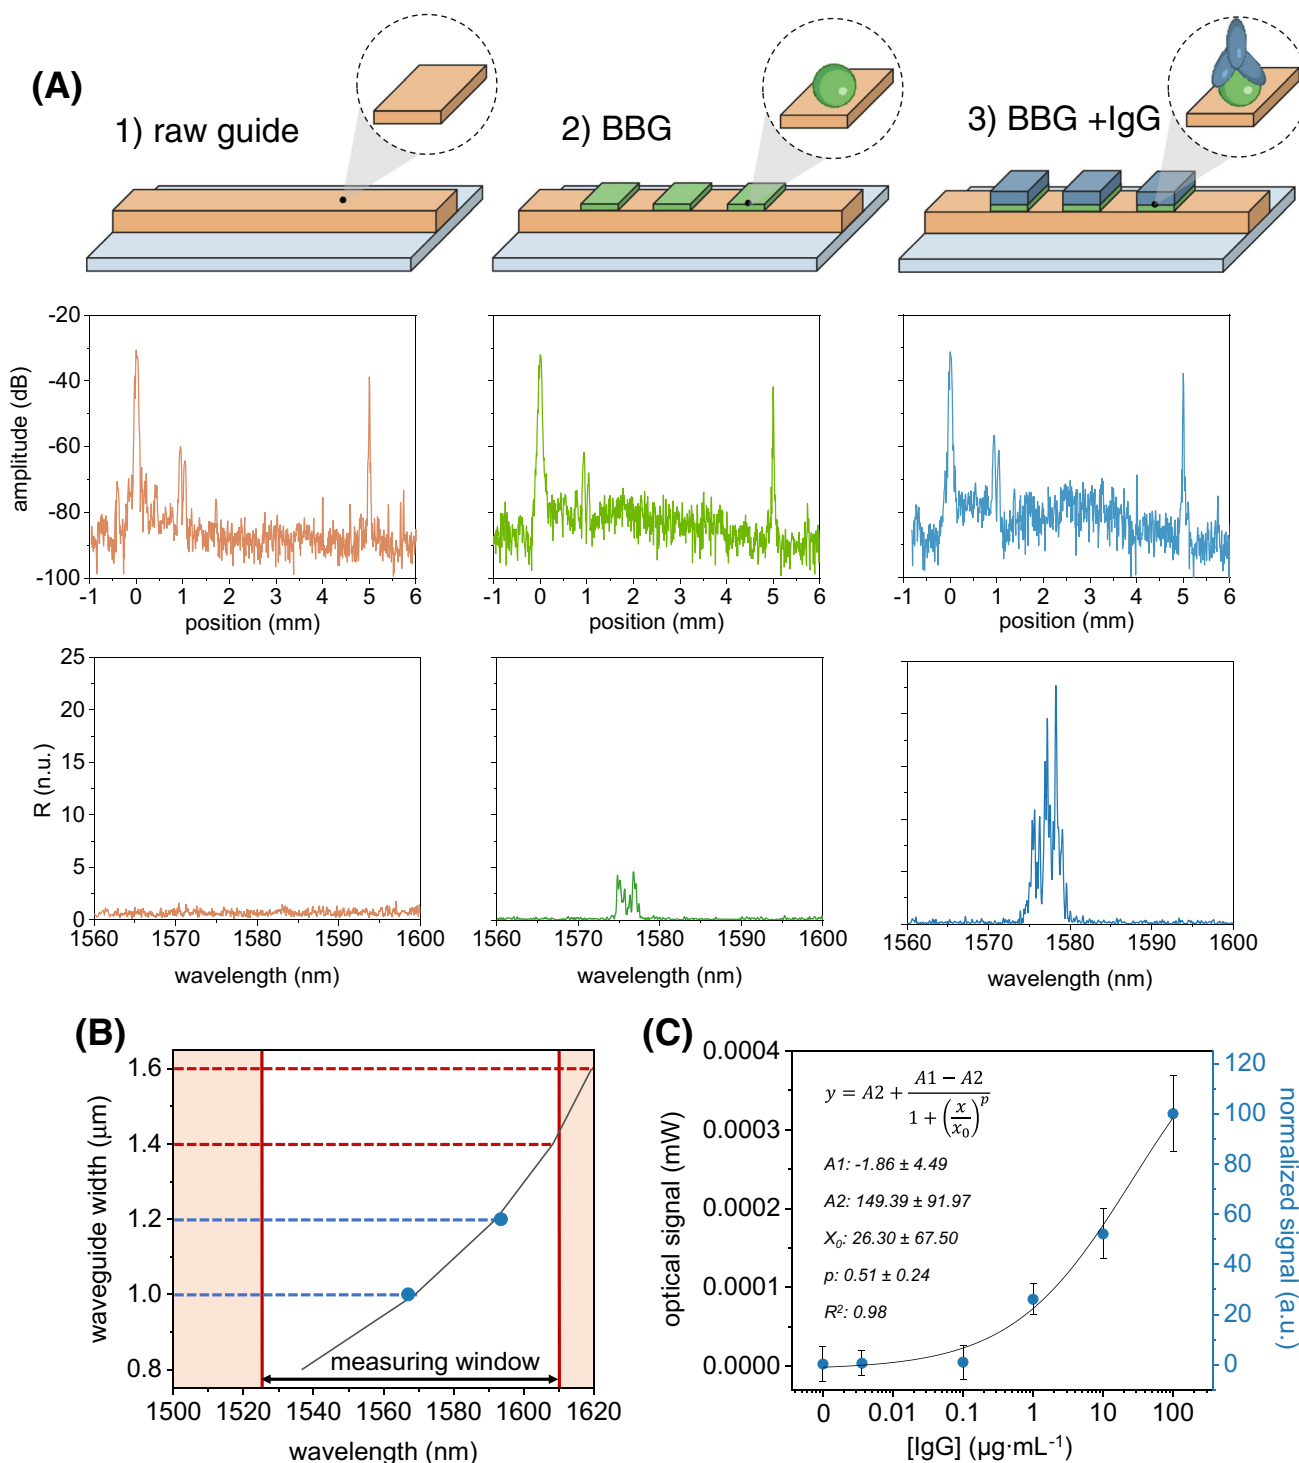 (A)
1) raw guide
2) BBG
3) BBG +IgG
amplitude (dB)
-20
-40
-60
-80
-100
-1 0 1 2 3 4 5 6
position (mm)
-1 0 1 2 3 4 5 6
position (mm)
-1 0 1 2 3 4 5 6
position (mm)
R (n.u.)
25
20
15
10
5
0
1560 1570 1580 1590 1600
wavelength (nm)
1560 1570 1580 1590 1600
wavelength (nm)
1560 1570 1580 1590 1600
wavelength (nm)
(B)
waveguide width (μm)
1.6
1.4
1.2
1.0
0.8
measuring window
1500 1520 1540 1560 1580 1600 1620
wavelength (nm)
(C)
optical signal (mW)
0.0004
0.0003
0.0002
0.0001
0.0000
y = A2 + (A1 − A2) / (1 + (x/x₀)^p)
A1: -1.86 ± 4.49
A2: 149.39 ± 91.97
X₀: 26.30 ± 67.50
p: 0.51 ± 0.24
R²: 0.98
120
100
80
60
40
20
0
normalized signal (a.u.)
0 0.01 0.1 1 10 100
[IgG] (μg·mL⁻¹)